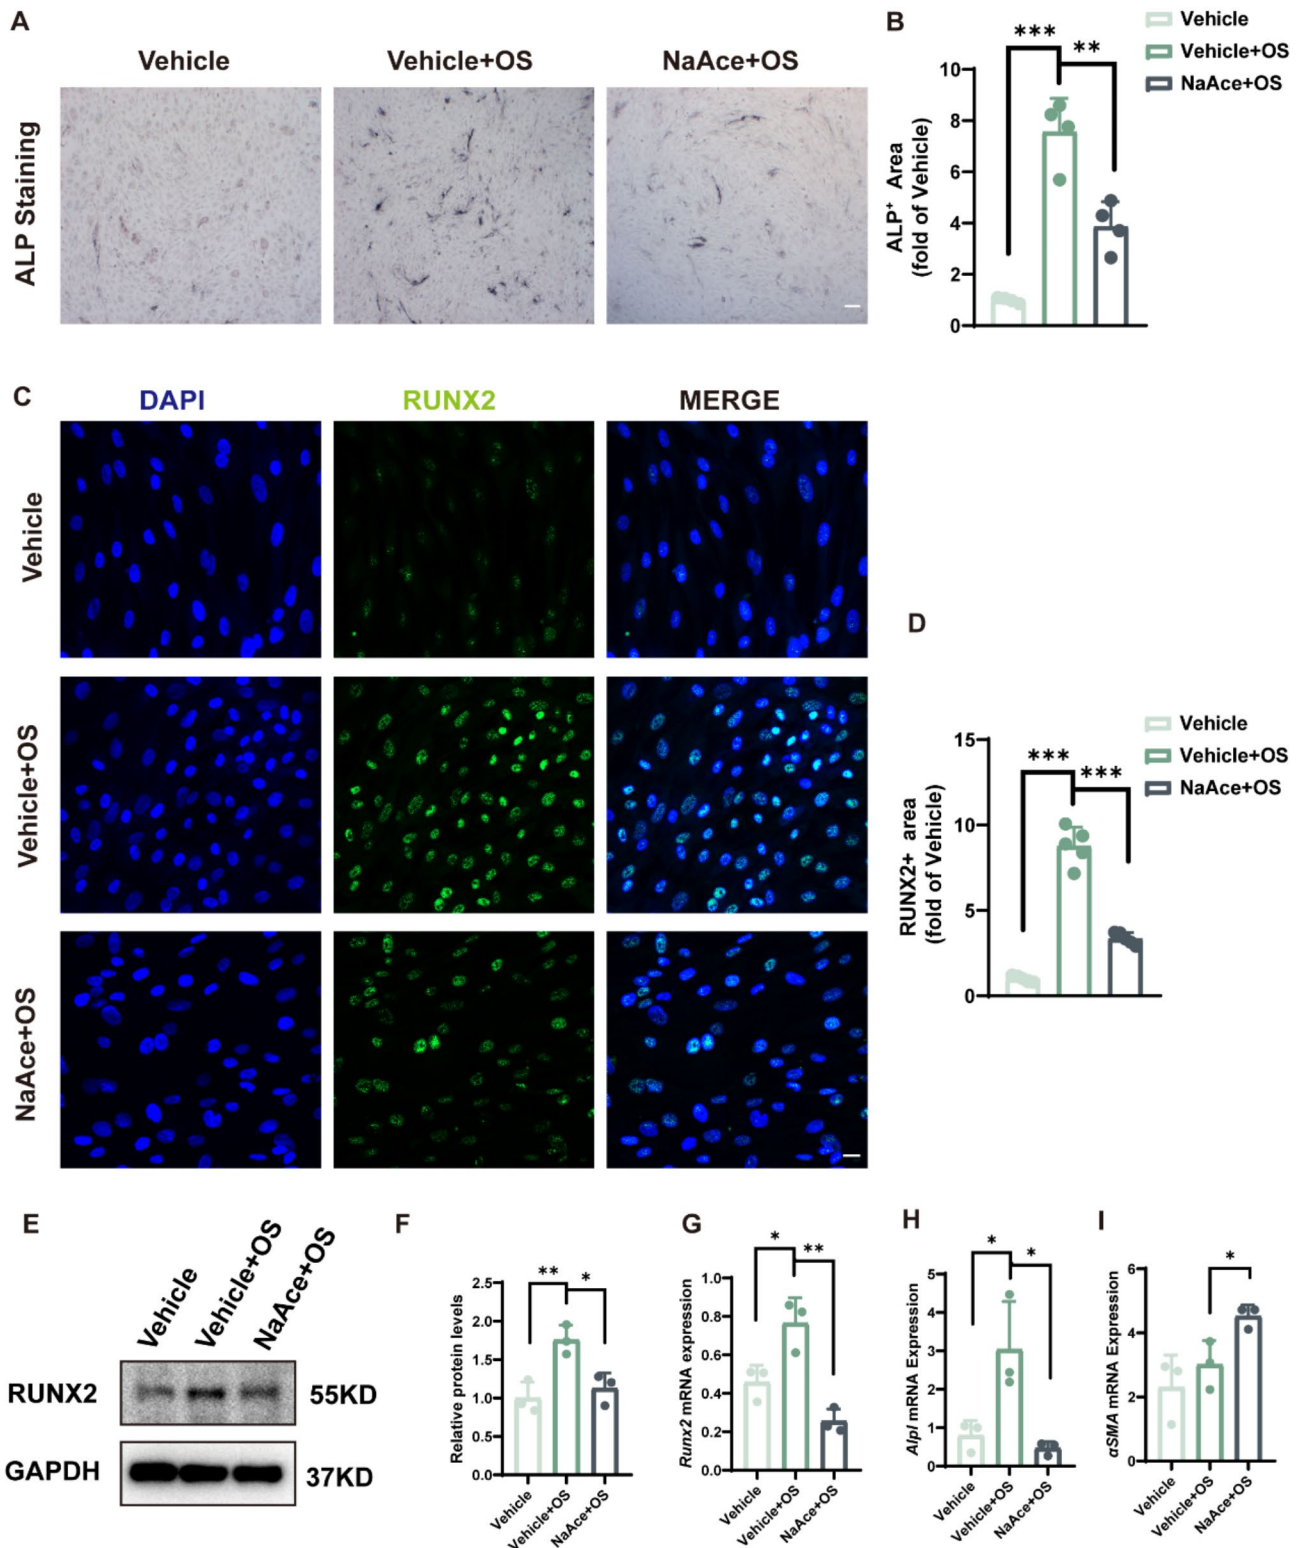 A
Vehicle
Vehicle+OS
NaAce+OS
ALP Staining
B
Vehicle
Vehicle+OS
NaAce+OS
***
**
ALP⁺ Area
(fold of Vehicle)
10
8
6
4
2
0
C
DAPI
RUNX2
MERGE
Vehicle
Vehicle+OS
NaAce+OS
D
Vehicle
Vehicle+OS
NaAce+OS
***
***
RUNX2+ area
(fold of Vehicle)
15
10
5
0
E
Vehicle
Vehicle+OS
NaAce+OS
RUNX2
55KD
GAPDH
37KD
F
**
*
Relative protein levels
2.5
2.0
1.5
1.0
0.5
0.0
Vehicle
Vehicle+OS
NaAce+OS
G
*
**
Runx2 mRNA expression
1.0
0.8
0.6
0.4
0.2
0.0
Vehicle
Vehicle+OS
NaAce+OS
H
*
*
Alpl mRNA Expression
5
4
3
2
1
0
Vehicle
Vehicle+OS
NaAce+OS
I
*
αSMA mRNA Expression
6
4
2
0
Vehicle
Vehicle+OS
NaAce+OS